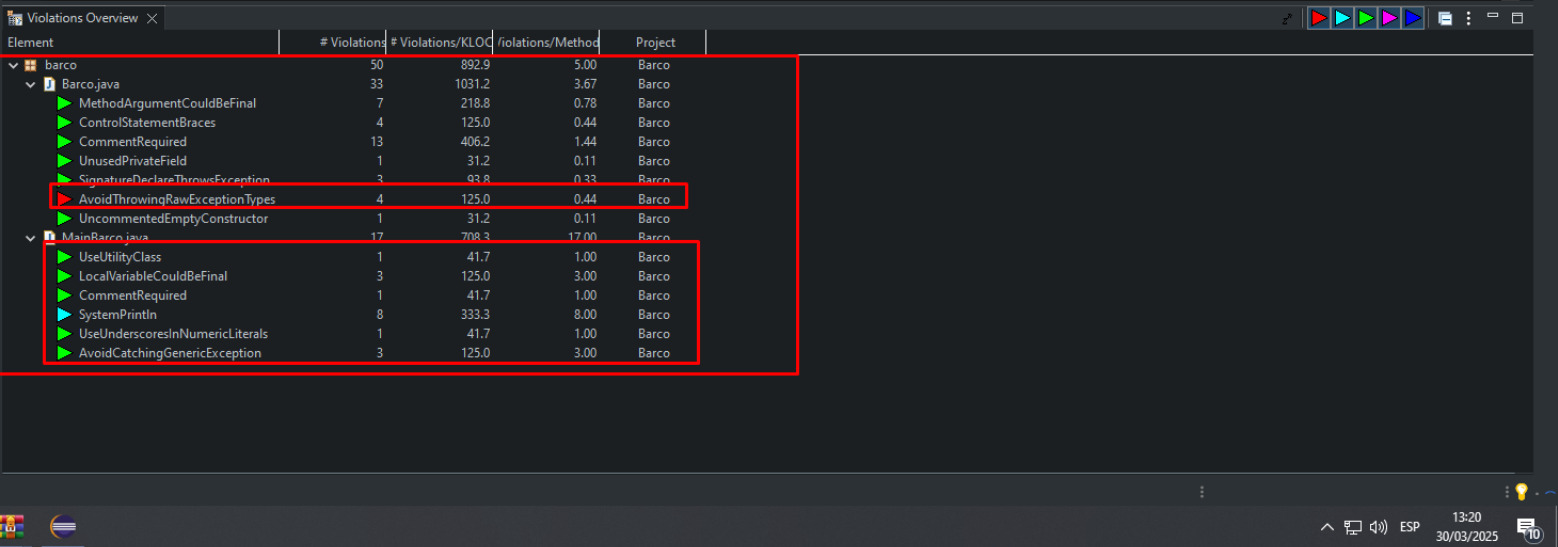 Violations Overview
Element # Violations # Violations/KLOC Violations/Method Project
barco 50 892.9 5.00 Barco
Barco.java 33 1031.2 3.67 Barco
MethodArgumentCouldBeFinal 7 218.8 0.78 Barco
ControlStatementBraces 4 125.0 0.44 Barco
CommentRequired 13 406.2 1.44 Barco
UnusedPrivateField 1 31.2 0.11 Barco
SignatureDeclareThrowsException 3 93.8 0.33 Barco
AvoidThrowingRawExceptionTypes 4 125.0 0.44 Barco
UncommentedEmptyConstructor 1 31.2 0.11 Barco
MainBarco.java 17 708.3 17.00 Barco
UseUtilityClass 1 41.7 1.00 Barco
LocalVariableCouldBeFinal 3 125.0 3.00 Barco
CommentRequired 1 41.7 1.00 Barco
SystemPrintln 8 333.3 8.00 Barco
UseUnderscoresInNumericLiterals 1 41.7 1.00 Barco
AvoidCatchingGenericException 3 125.0 3.00 Barco
ESP
13:20
30/03/2025
10